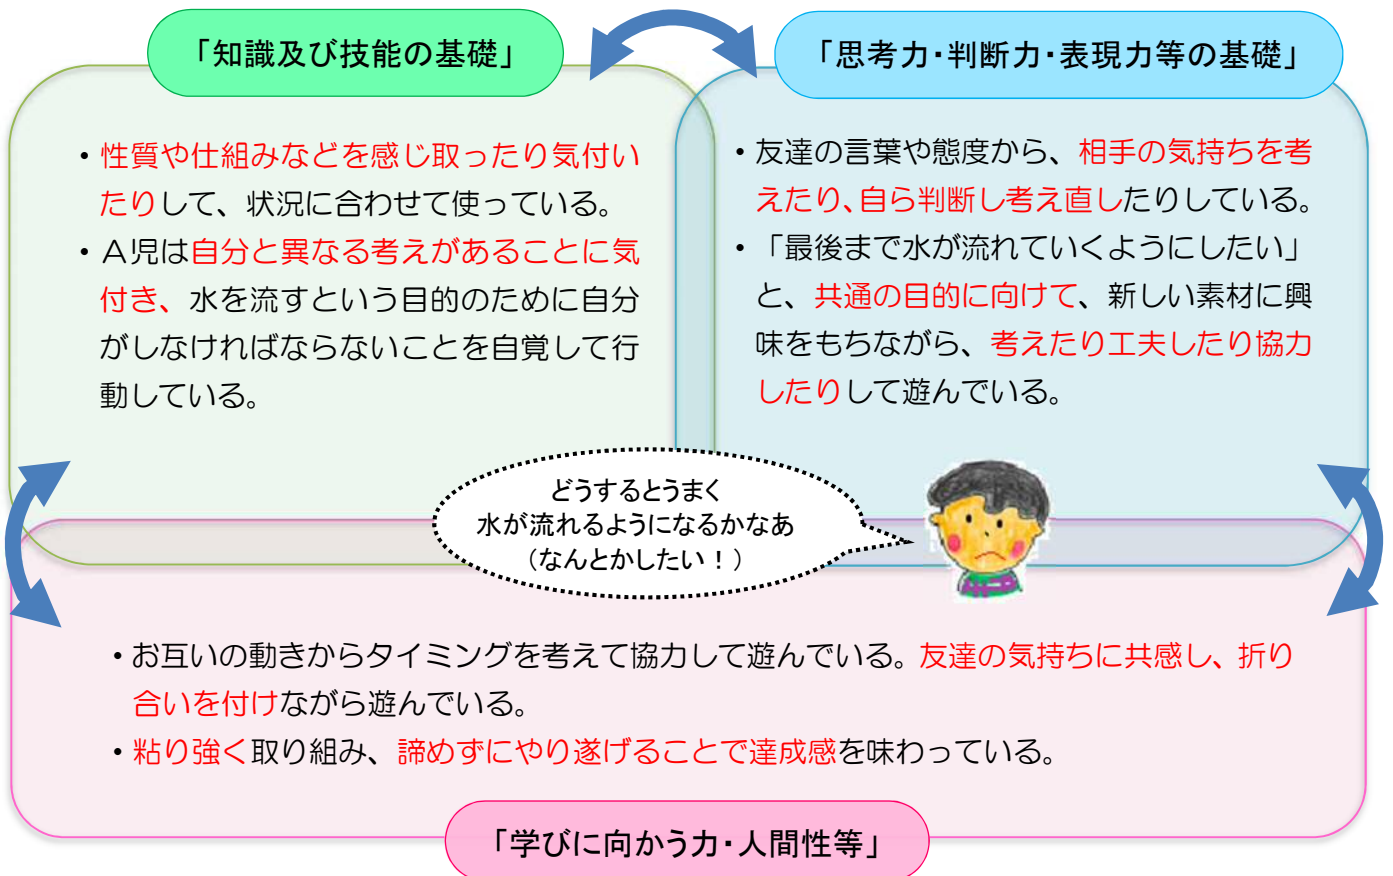 「知識及び技能の基礎」
・性質や仕組みなどを感じ取ったり気付い
たりして、状況に合わせて使っている。
・A児は自分と異なる考えがあることに気
付き、水を流すという目的のために自分
がしなければならないことを自覚して行
動している。
「思考力・判断力・表現力等の基礎」
・友達の言葉や態度から、相手の気持ちを考
えたり、自ら判断し考え直したりしている。
・「最後まで水が流れていくようにしたい」
と、共通の目的に向けて、新しい素材に興
味をもちながら、考えたり工夫したり協力
したりして遊んでいる。
どうするとうまく
水が流れるようになるかなあ
(なんとかしたい！)
・お互いの動きからタイミングを考えて協力して遊んでいる。友達の気持ちに共感し、折り
合いを付けながら遊んでいる。
・粘り強く取り組み、諦めずにやり遂げることで達成感を味わっている。
「学びに向かう力・人間性等」